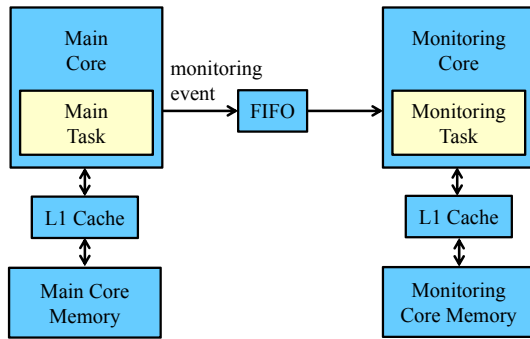 Main
Core
Main
Task
monitoring
event
FIFO
Monitoring
Core
Monitoring
Task
L1 Cache
L1 Cache
Main Core
Memory
Monitoring
Core Memory